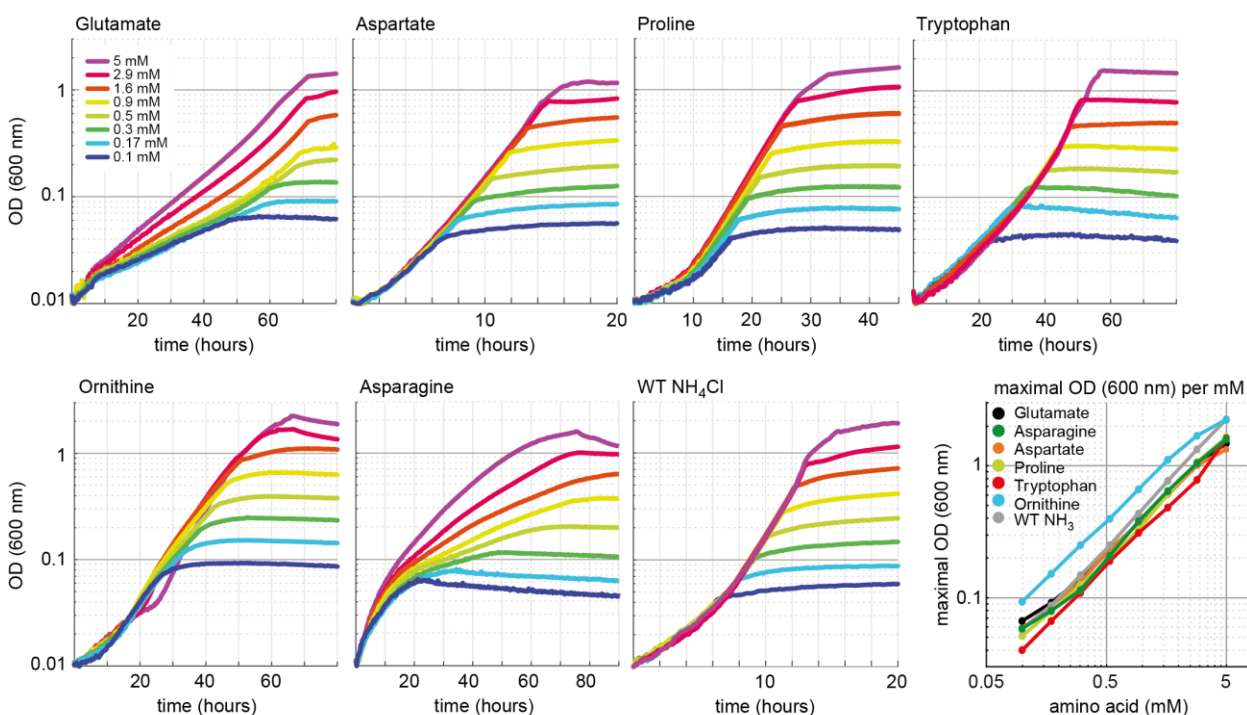 Glutamate
5 mM
2.9 mM
1.6 mM
0.9 mM
0.5 mM
0.3 mM
0.17 mM
0.1 mM
OD (600 nm)
1
0.1
0.01
20 40 60
time (hours)
Aspartate
10 20
time (hours)
Proline
10 20 30 40
time (hours)
Tryptophan
20 40 60
time (hours)
Ornithine
OD (600 nm)
1
0.1
0.01
20 40 60
time (hours)
Asparagine
20 40 60 80
time (hours)
WT NH₄Cl
10 20
time (hours)
maximal OD (600 nm) per mM
Glutamate
Asparagine
Aspartate
Proline
Tryptophan
Ornithine
WT NH₃
maximal OD (600 nm)
1
0.1
0.05 0.5 5
amino acid (mM)